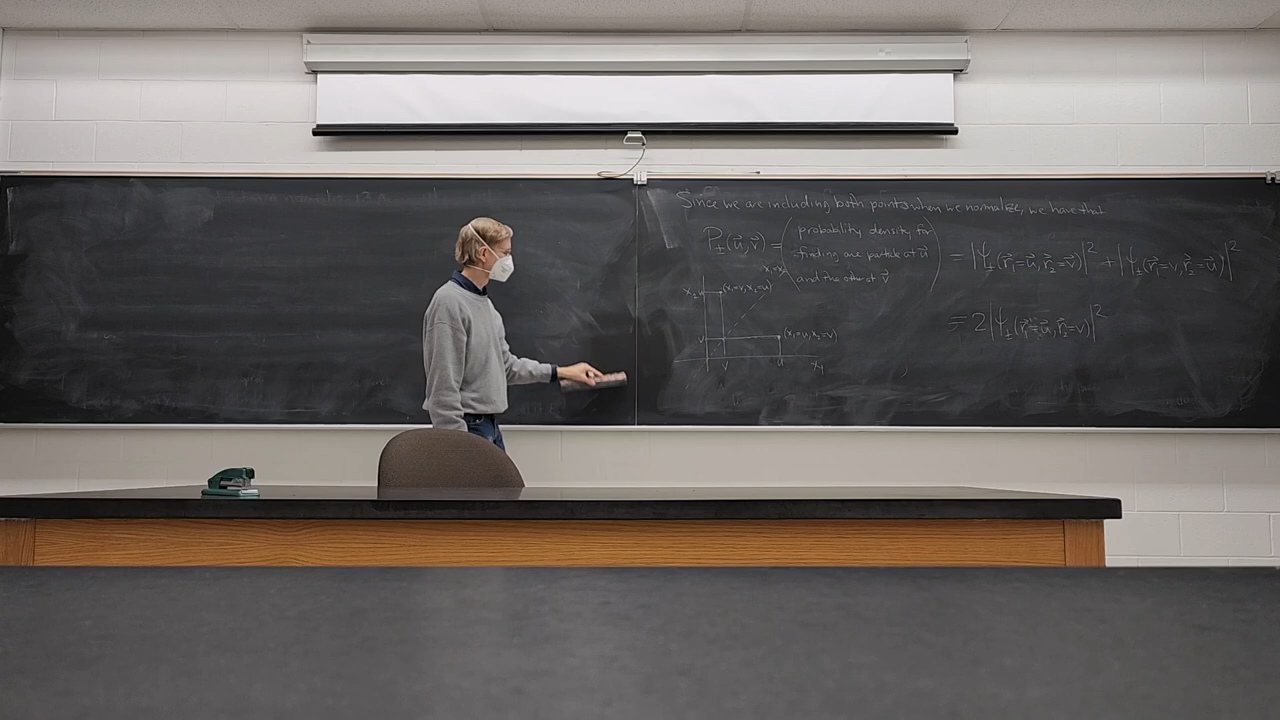 Since we are including both points when we normalize, we have that
P±(u⃗,v⃗) = (probability density for finding one particle at u⃗ and the other at v⃗) = |ψ±(r⃗₁=u⃗, r⃗₂=v⃗)|² + |ψ±(r⃗₁=v⃗, r⃗₂=u⃗)|²
= 2|ψ±(r⃗₁=u⃗, r⃗₂=v⃗)|²
x₁=x₂
x₂ u (x₁=v, x₂=u)
v (x₁=u, x₂=v)
v u x₁